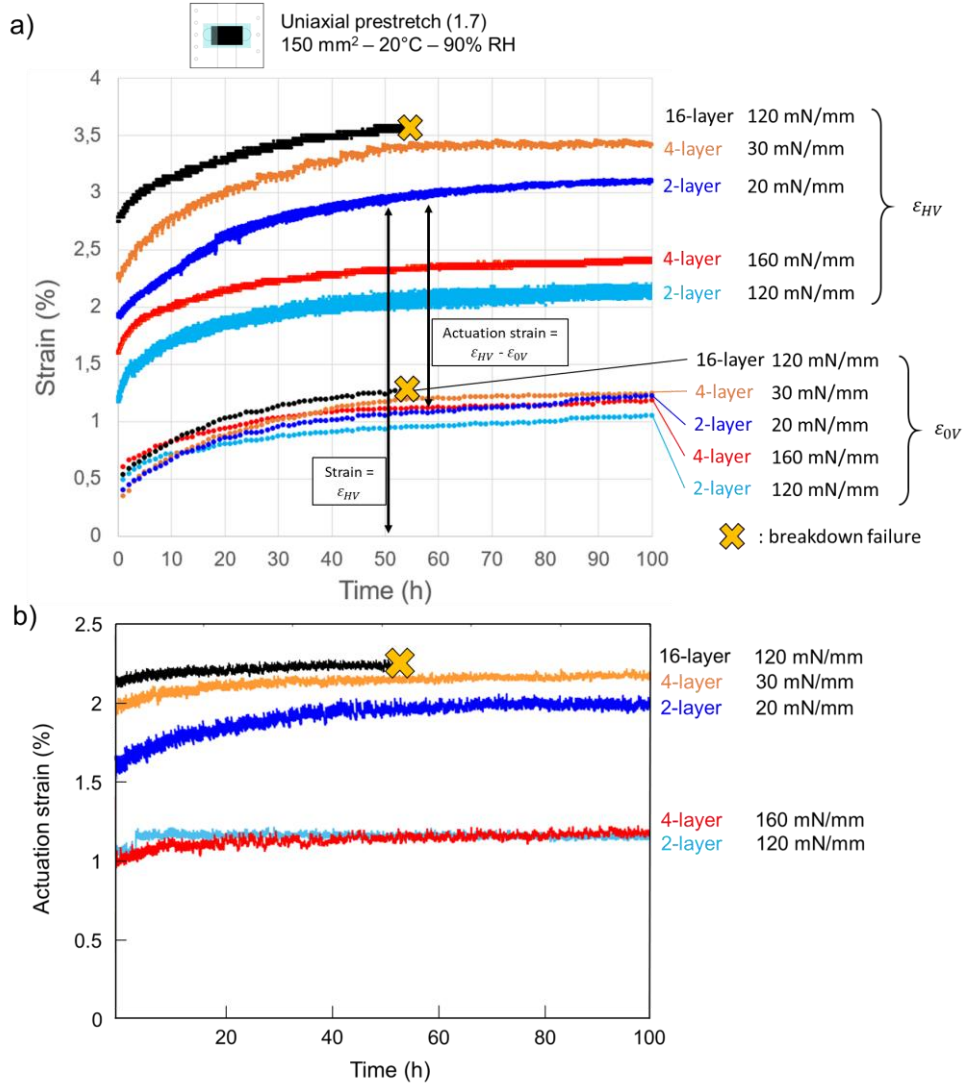 a)
Uniaxial prestretch (1.7)
150 mm² – 20°C – 90% RH
4
3.5
3
2.5
2
1.5
1
0,5
0
Strain (%)
0 10 20 30 40 50 60 70 80 90 100
Time (h)
16-layer 120 mN/mm
4-layer 30 mN/mm
2-layer 20 mN/mm
4-layer 160 mN/mm
2-layer 120 mN/mm
εHV
Actuation strain =
εHV - ε0V
Strain =
εHV
16-layer 120 mN/mm
4-layer 30 mN/mm
2-layer 20 mN/mm
4-layer 160 mN/mm
2-layer 120 mN/mm
ε0V
: breakdown failure
b)
2.5
2
1.5
1
0.5
0
Actuation strain (%)
20 40 60 80 100
Time (h)
16-layer 120 mN/mm
4-layer 30 mN/mm
2-layer 20 mN/mm
4-layer 160 mN/mm
2-layer 120 mN/mm